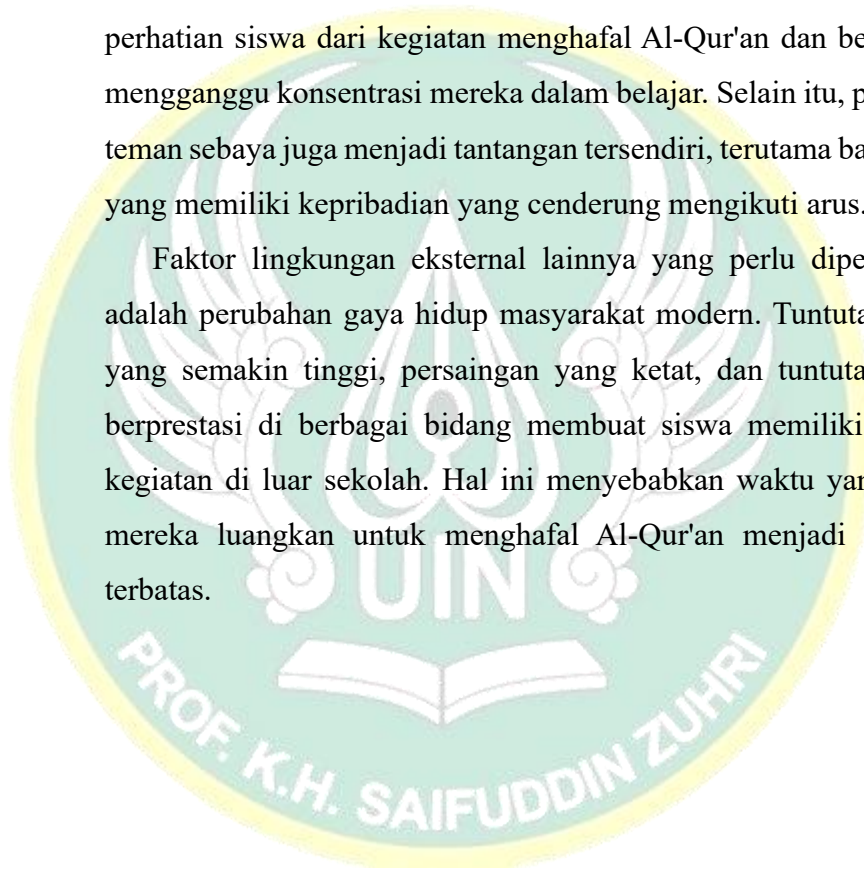 perhatian siswa dari kegiatan menghafal Al-Qur'an dan be
mengganggu konsentrasi mereka dalam belajar. Selain itu, p
teman sebaya juga menjadi tantangan tersendiri, terutama ba
yang memiliki kepribadian yang cenderung mengikuti arus.
Faktor lingkungan eksternal lainnya yang perlu dipe
adalah perubahan gaya hidup masyarakat modern. Tuntuta
yang semakin tinggi, persaingan yang ketat, dan tuntuta
berprestasi di berbagai bidang membuat siswa memiliki
kegiatan di luar sekolah. Hal ini menyebabkan waktu yan
mereka luangkan untuk menghafal Al-Qur'an menjadi
terbatas.
UIN
PROF. K.H. SAIFUDDIN ZUHRI